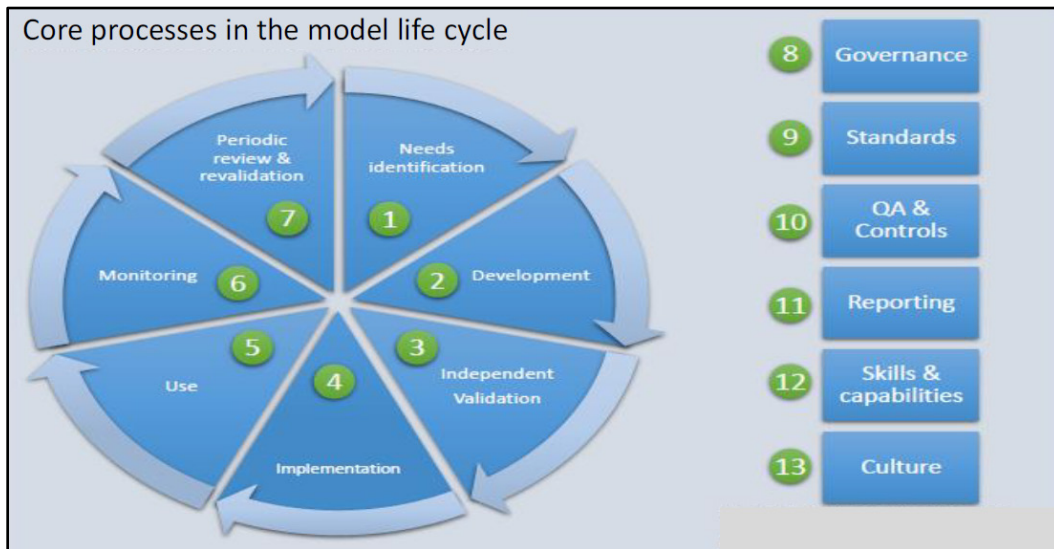 Core processes in the model life cycle
1
Needs
identification
2
Development
3
Independent
Validation
4
Implementation
5
Use
6
Monitoring
7
Periodic
review &
revalidation
8
Governance
9
Standards
10
QA &
Controls
11
Reporting
12
Skills &
capabilities
13
Culture